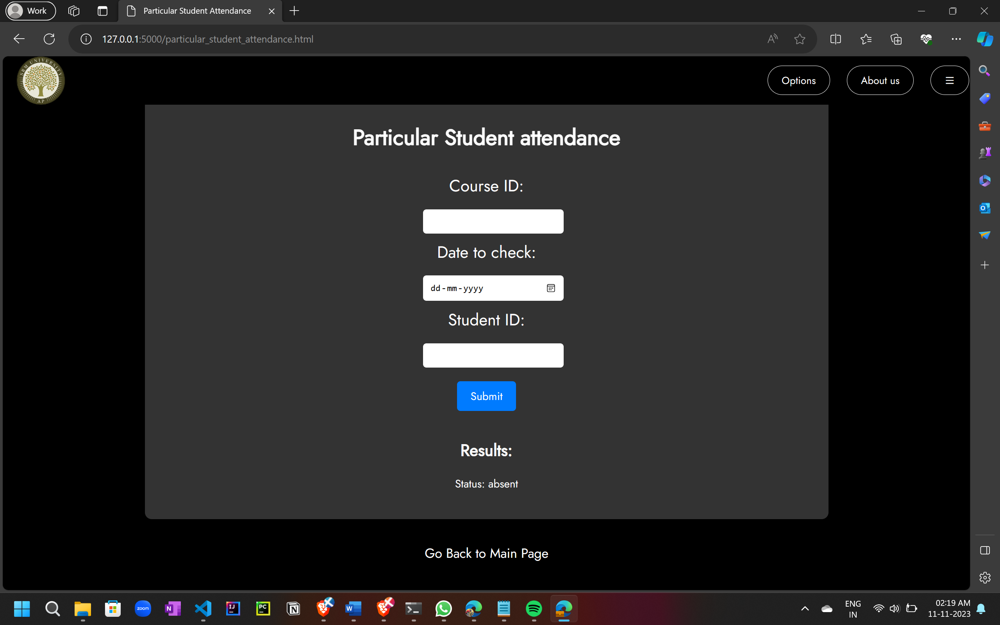 Work
Particular Student Attendance
127.0.0.1:5000/particular_student_attendance.html
SRM UNIVERSITY
AP
Options
About us
Particular Student attendance
Course ID:
Date to check:
dd-mm-yyyy
Student ID:
Submit
Results:
Status: absent
Go Back to Main Page
zoom
N
IJ
PC
N
W
O
ENG
IN
02:19 AM
11-11-2023